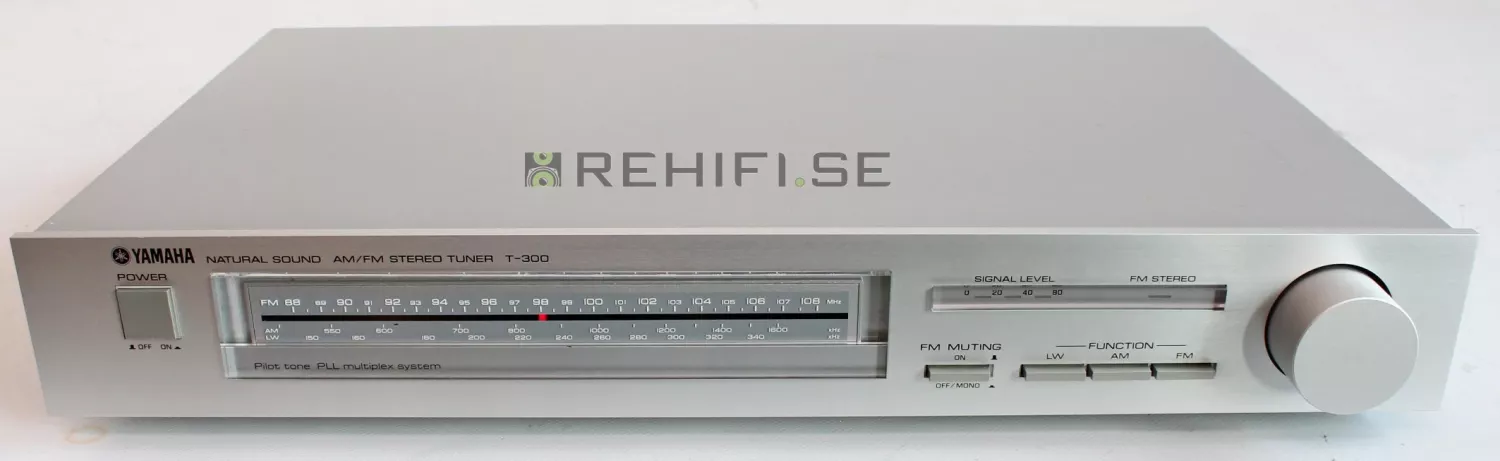 REHIFI.SE
YAMAHA NATURAL SOUND AM/FM STEREO TUNER T-300
POWER
OFF ON
FM 88 89 90 91 92 93 94 95 96 97 98 99 100 101 102 103 104 105 106 107 108 MHz
AM 550 600 700 800 1000 1200 1400 1600 kHz
LW 150 160 180 200 220 240 260 280 300 320 340 kHz
Pilot tone PLL multiplex system
SIGNAL LEVEL FM STEREO
0 20 40 80
FM MUTING
ON
OFF/MONO
FUNCTION
LW AM FM